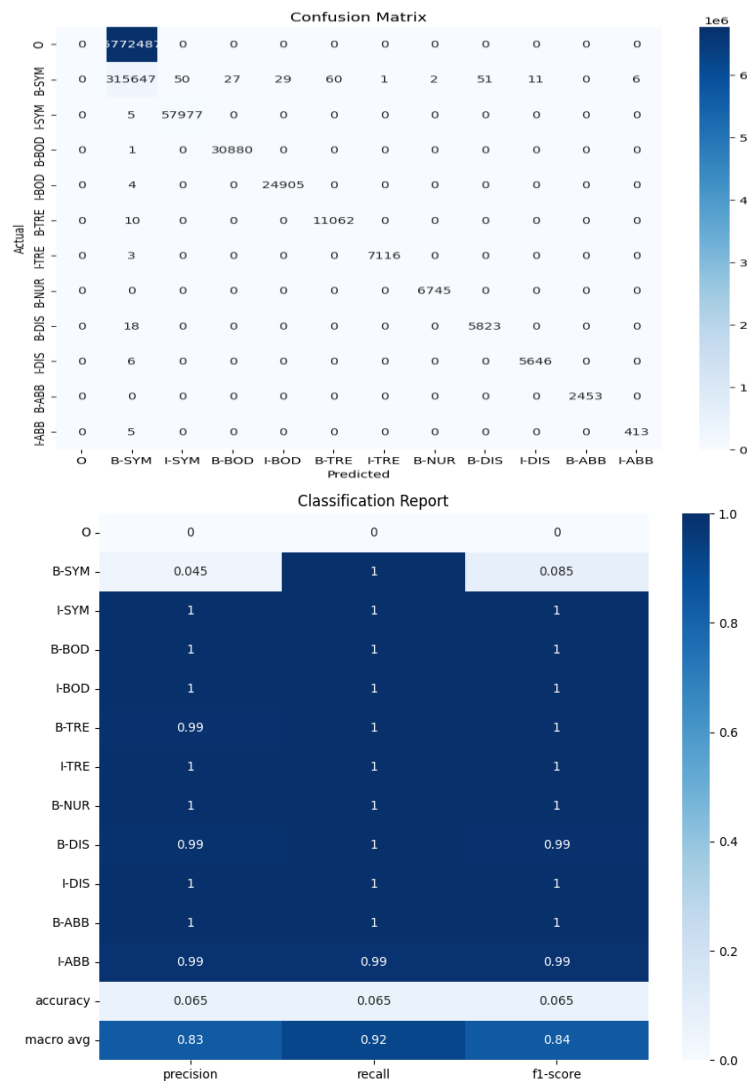 Confusion Matrix
O 0 6772487 0 0 0 0 0 0 0 0 0 0
B-SYM 0 315647 50 27 29 60 1 2 51 11 0 6
I-SYM 0 5 57977 0 0 0 0 0 0 0 0 0
B-BOD 0 1 0 30880 0 0 0 0 0 0 0 0
I-BOD 0 4 0 0 24905 0 0 0 0 0 0 0
B-TRE 0 10 0 0 0 11062 0 0 0 0 0 0
I-TRE 0 3 0 0 0 0 7116 0 0 0 0 0
B-NUR 0 0 0 0 0 0 0 6745 0 0 0 0
B-DIS 0 18 0 0 0 0 0 0 5823 0 0 0
I-DIS 0 6 0 0 0 0 0 0 0 5646 0 0
B-ABB 0 0 0 0 0 0 0 0 0 0 2453 0
I-ABB 0 5 0 0 0 0 0 0 0 0 0 413
O B-SYM I-SYM B-BOD I-BOD B-TRE I-TRE B-NUR B-DIS I-DIS B-ABB I-ABB
Actual
Predicted
1e6
6
5
4
3
2
1
0
Classification Report
O 0 0 0
B-SYM 0.045 1 0.085
I-SYM 1 1 1
B-BOD 1 1 1
I-BOD 1 1 1
B-TRE 0.99 1 1
I-TRE 1 1 1
B-NUR 1 1 1
B-DIS 0.99 1 0.99
I-DIS 1 1 1
B-ABB 1 1 1
I-ABB 0.99 0.99 0.99
accuracy 0.065 0.065 0.065
macro avg 0.83 0.92 0.84
precision recall f1-score
1.0
0.8
0.6
0.4
0.2
0.0